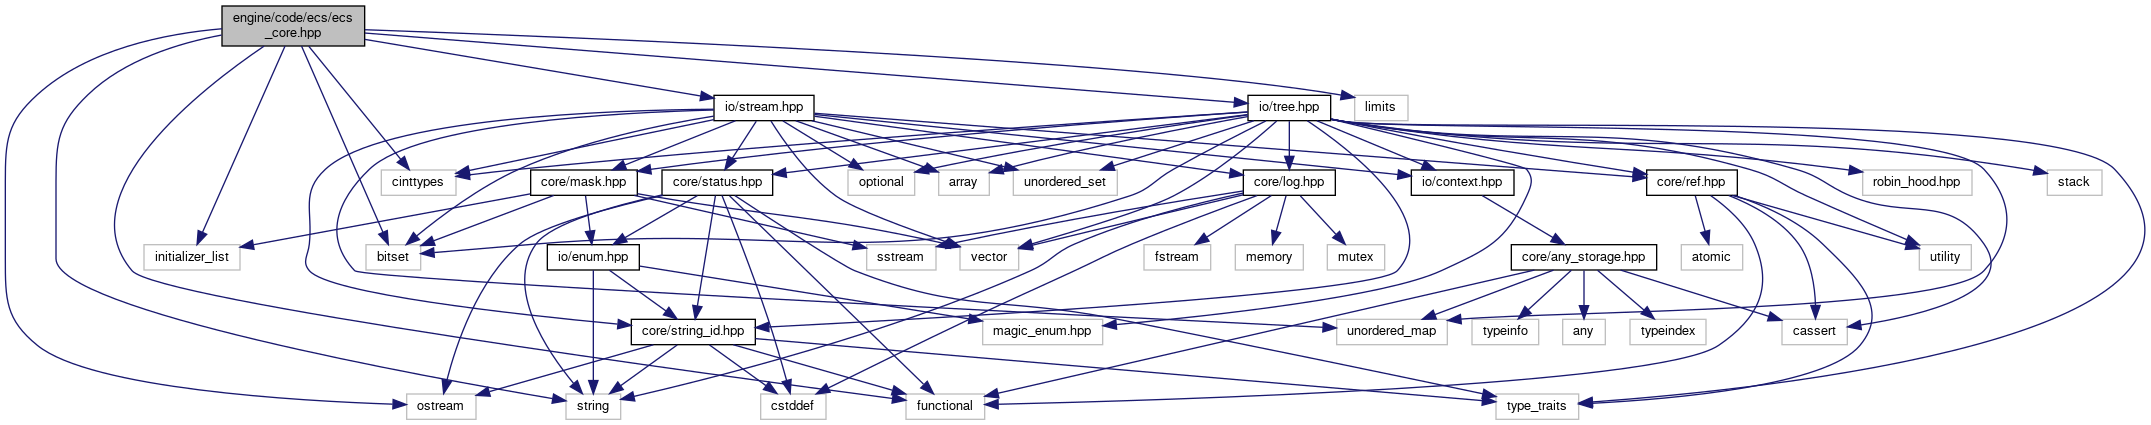 engine/code/ecs/ecs
_core.hpp
io/stream.hpp
io/tree.hpp
limits
cinttypes
core/mask.hpp
core/status.hpp
optional
array
unordered_set
core/log.hpp
io/context.hpp
core/ref.hpp
robin_hood.hpp
stack
initializer_list
bitset
io/enum.hpp
sstream
vector
fstream
memory
mutex
core/any_storage.hpp
atomic
utility
core/string_id.hpp
magic_enum.hpp
unordered_map
typeinfo
any
typeindex
cassert
ostream
string
cstddef
functional
type_traits